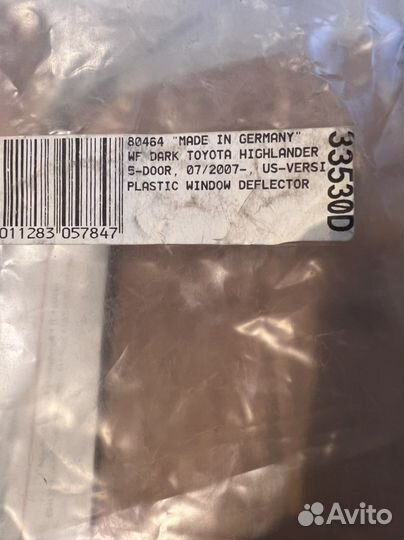 80464 "MADE IN GERMANY"
WF DARK TOYOTA HIGHLANDER
5-DOOR, 07/2007-, US-VERSI
PLASTIC WINDOW DEFLECTOR
011283 057847
33530D
Avito